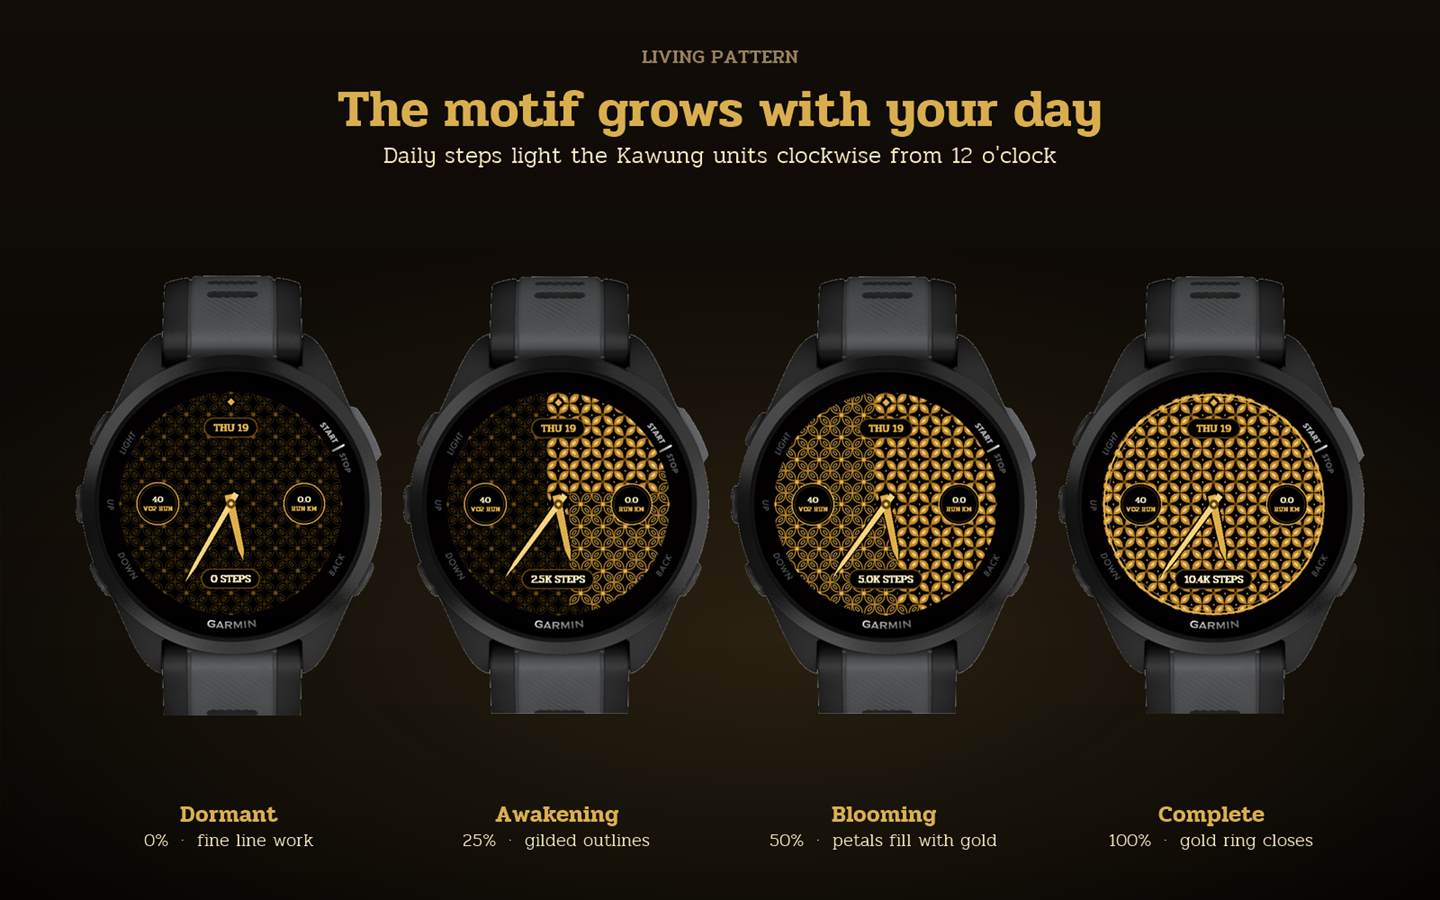 LIVING PATTERN
The motif grows with your day
Daily steps light the Kawung units clockwise from 12 o'clock
THU 19
LIGHT
START
STOP
UP
40
VO2 RUN
0.0
RUN KM
DOWN
BACK
0 STEPS
GARMIN
THU 19
LIGHT
START
STOP
UP
40
VO2 RUN
0.0
RUN KM
DOWN
BACK
2.5K STEPS
GARMIN
THU 19
LIGHT
START
STOP
UP
40
VO2 RUN
0.0
RUN KM
DOWN
BACK
5.0K STEPS
GARMIN
THU 19
LIGHT
START
STOP
UP
40
VO2 RUN
0.0
RUN KM
DOWN
BACK
10.4K STEPS
GARMIN
Dormant
0% · fine line work
Awakening
25% · gilded outlines
Blooming
50% · petals fill with gold
Complete
100% · gold ring closes